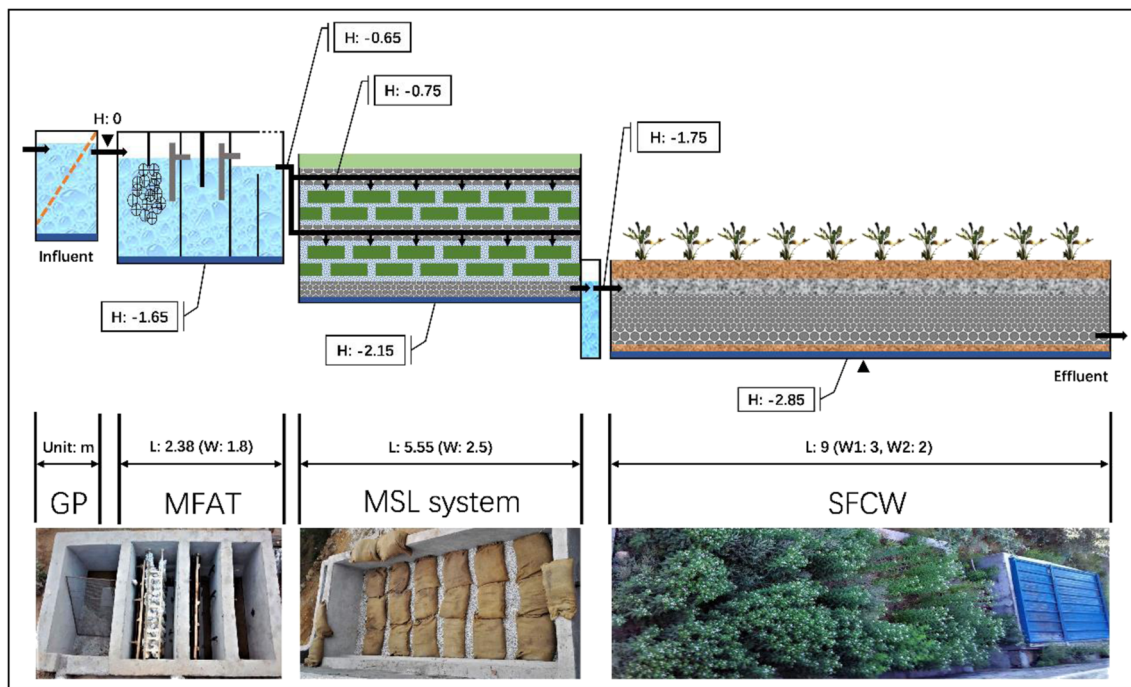 H: -0.65
H: -0.75
H: 0
H: -1.75
Influent
H: -1.65
H: -2.15
H: -2.85
Effluent
Unit: m
L: 2.38 (W: 1.8)
L: 5.55 (W: 2.5)
L: 9 (W1: 3, W2: 2)
GP
MFAT
MSL system
SFCW